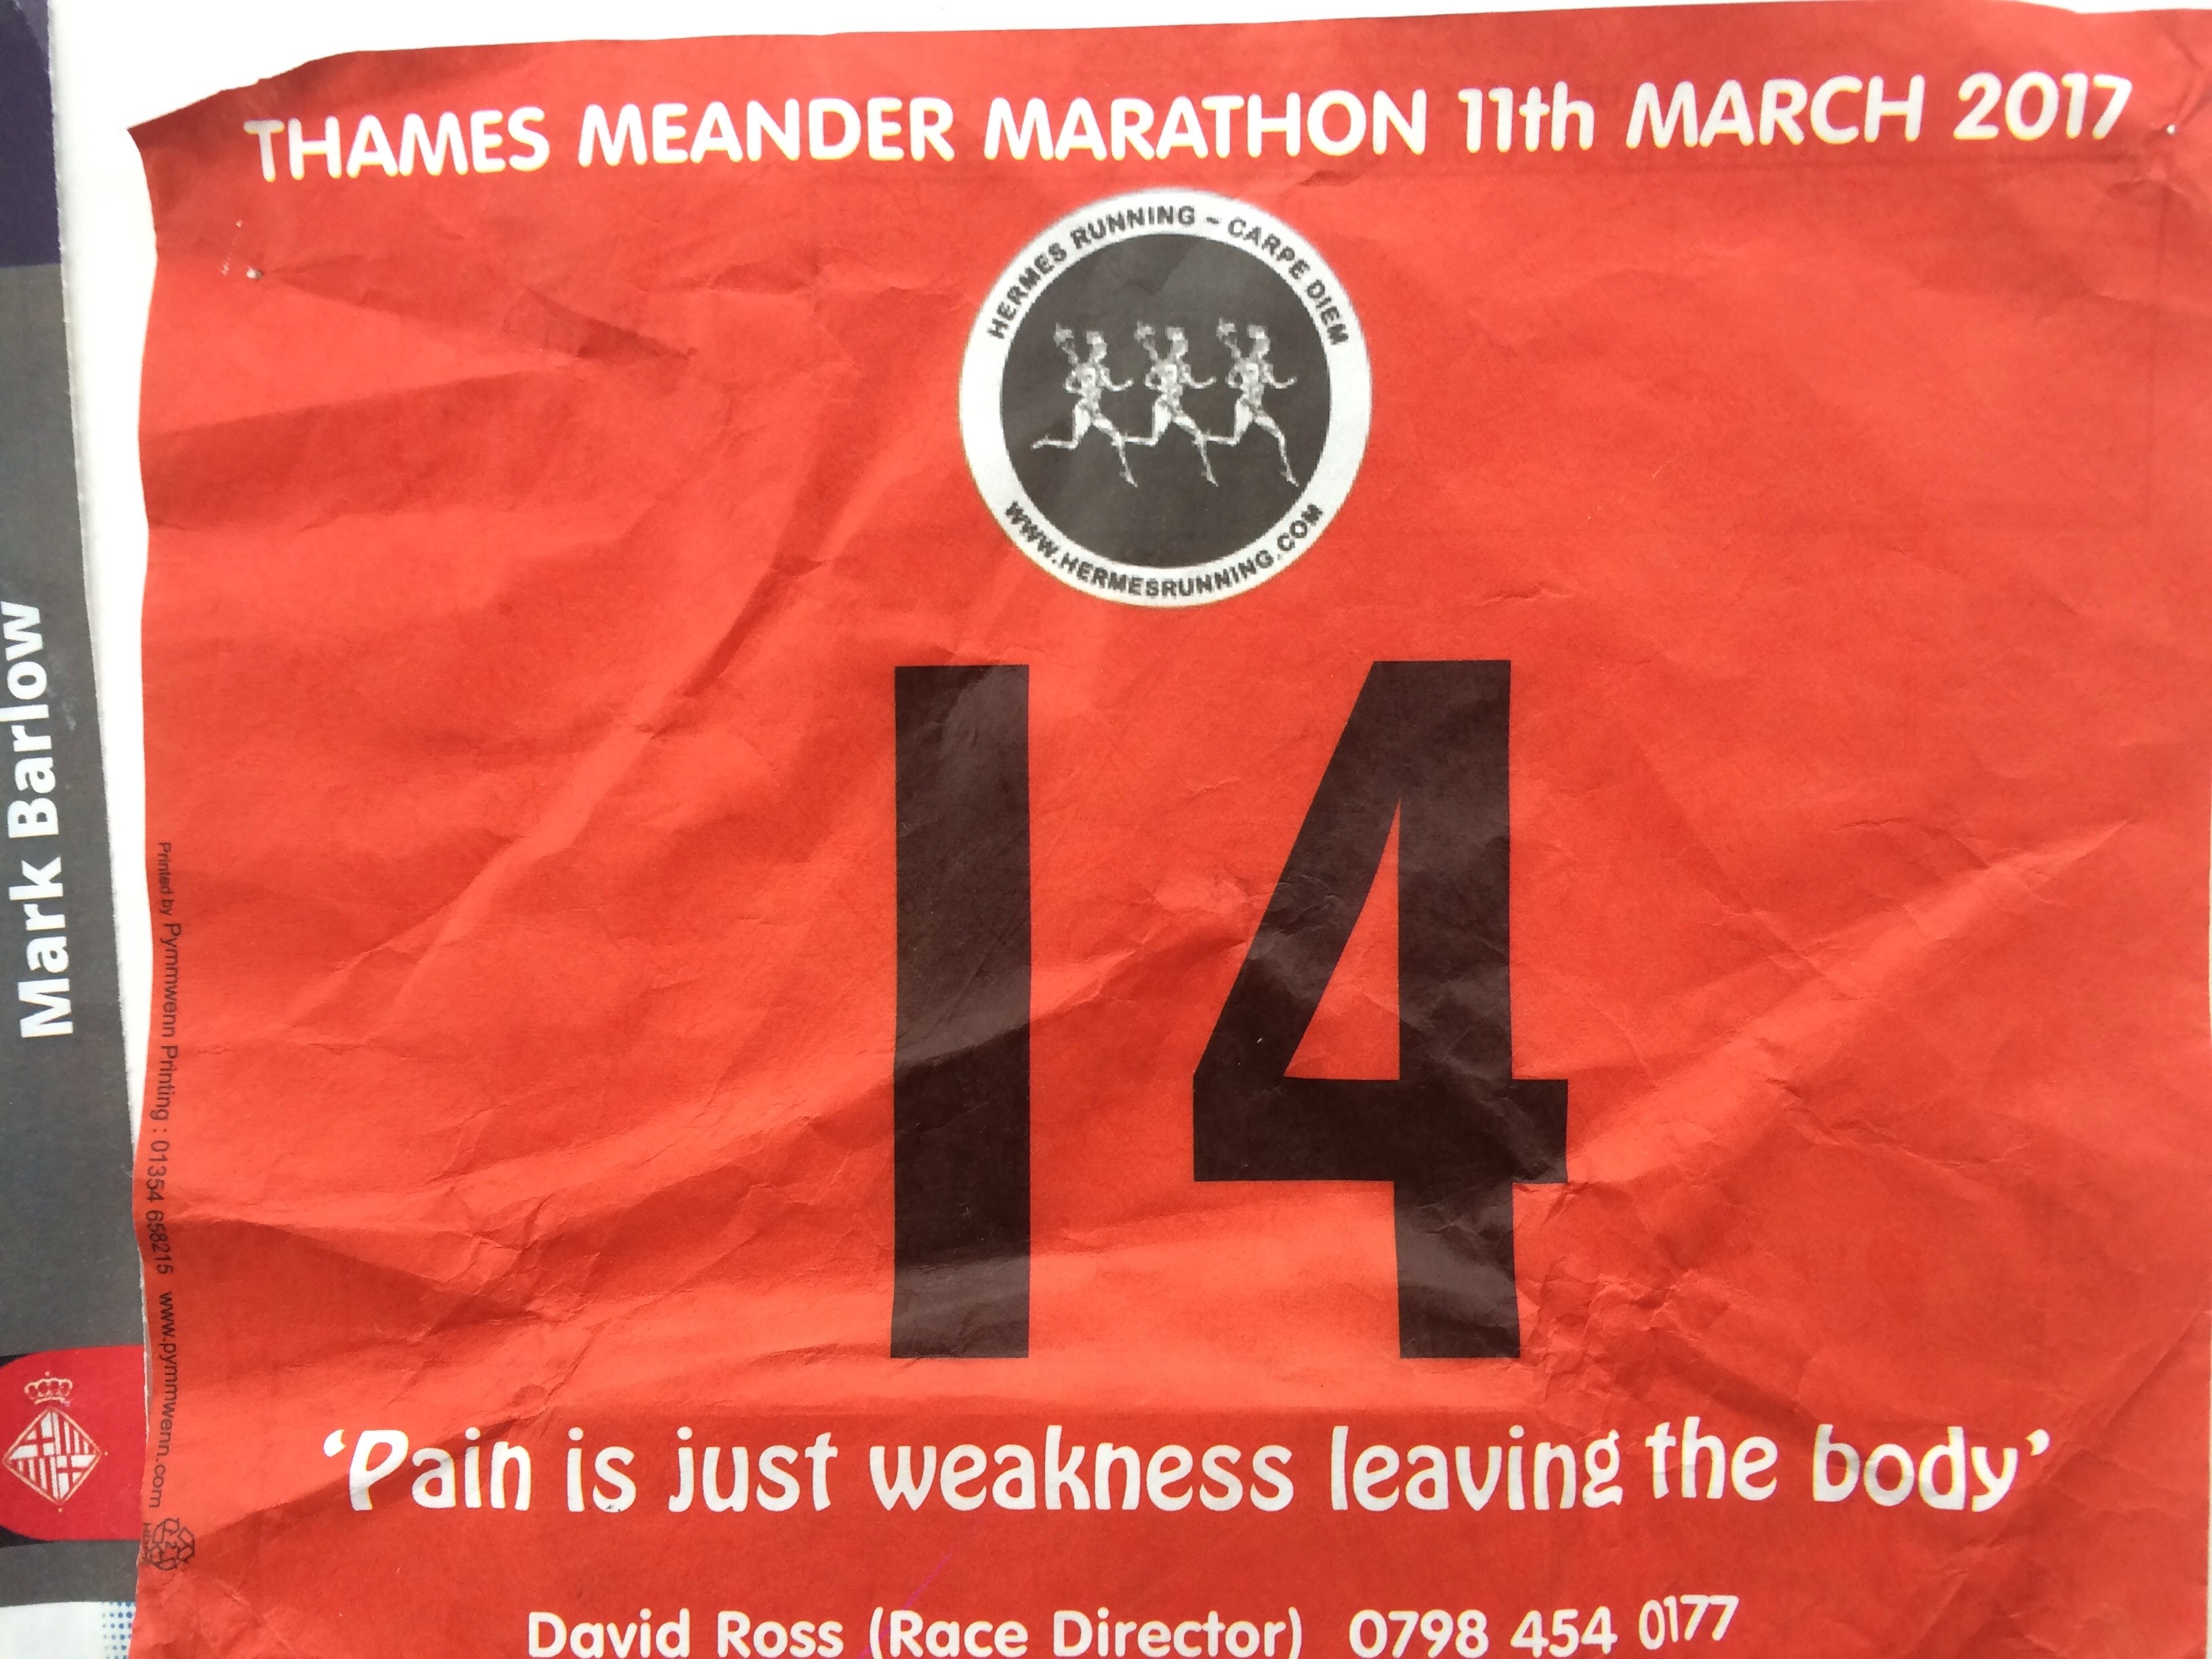 THAMES MEANDER MARATHON 11th MARCH 2017
HERMES RUNNING ~ CARPE DIEM
WWW.HERMESRUNNING.COM
14
'Pain is just weakness leaving the body'
David Ross (Race Director) 0798 454 0177
Printed by Pymmwenn Printing : 01354 658215 www.pymmwenn.com
Mark Barlow